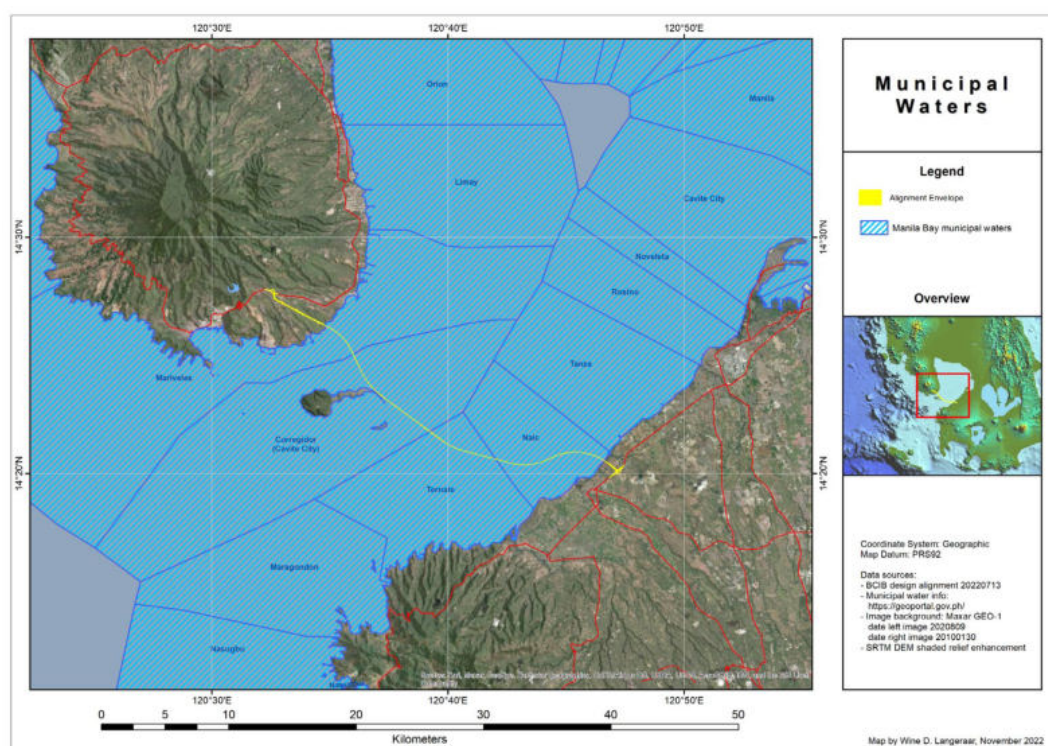 120°30'E 120°40'E 120°50'E
Municipal
Waters
Legend
Alignment Envelope
Manila Bay municipal waters
Overview
Orion
Manila
Limay
Cavite City
14°30'N 14°30'N
Noveleta
Rosino
Mariveles
Tanza
Corregidor
(Cavite City)
Naic
14°20'N 14°20'N
Ternate
Maragondon
Nasugbu
120°30'E 120°40'E 120°50'E
0 5 10 20 30 40 50
Kilometers
Coordinate System: Geographic
Map Datum: PRS92
Data sources:
- BCIB design alignment 20220713
- Municipal water info:
https://geoportal.gov.ph/
- Image background: Maxar GEO-1
date left image 2020809
date right image 20100130
- SRTM DEM shaded relief enhancement
Map by Wine D. Langeraar, November 2022